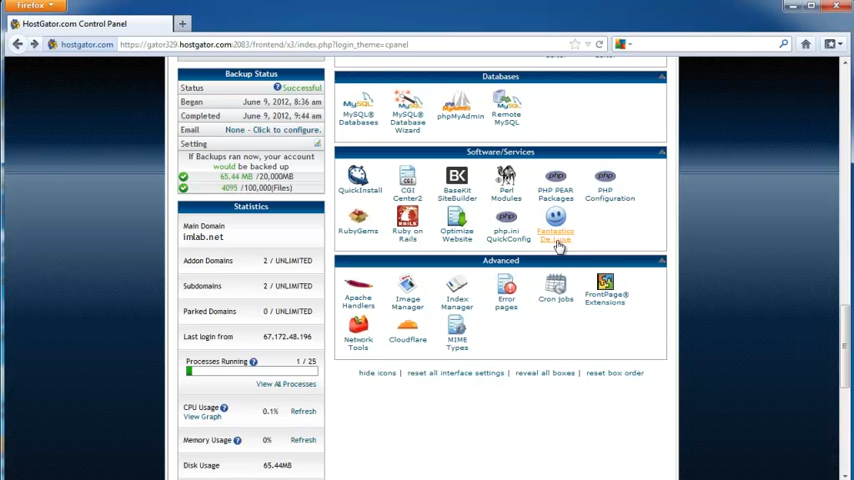 Firefox
HostGator.com Control Panel
hostgator.com
https://gator329.hostgator.com:2083/frontend/x3/index.php?login_theme=cpanel
Backup Status
Status
Successful
Began
June 9, 2012, 8:36 am
Completed
June 9, 2012, 9:44 am
Email
None - Click to configure.
Setting
If Backups ran now, your account
would be backed up
65.44 MB /20,000MB
4095 /100,000(Files)
Statistics
Main Domain
imlab.net
Addon Domains
2 / UNLIMITED
Subdomains
2 / UNLIMITED
Parked Domains
0 / UNLIMITED
Last login from
67.172.48.196
Processes Running
1 / 25
View All Processes
CPU Usage
View Graph
0.1%
Refresh
Memory Usage
0%
Refresh
Disk Usage
65.44MB
Databases
MySQL® Databases
MySQL® Database Wizard
phpMyAdmin
Remote MySQL
Software/Services
QuickInstall
CGI Center2
BaseKit SiteBuilder
Perl Modules
PHP PEAR Packages
PHP Configuration
RubyGems
Ruby on Rails
Optimize Website
php.ini QuickConfig
Fantastico De Luxe
Advanced
Apache Handlers
Image Manager
Index Manager
Error pages
Cron jobs
FrontPage® Extensions
Network Tools
Cloudflare
MIME Types
hide icons | reset all interface settings | reveal all boxes | reset box order